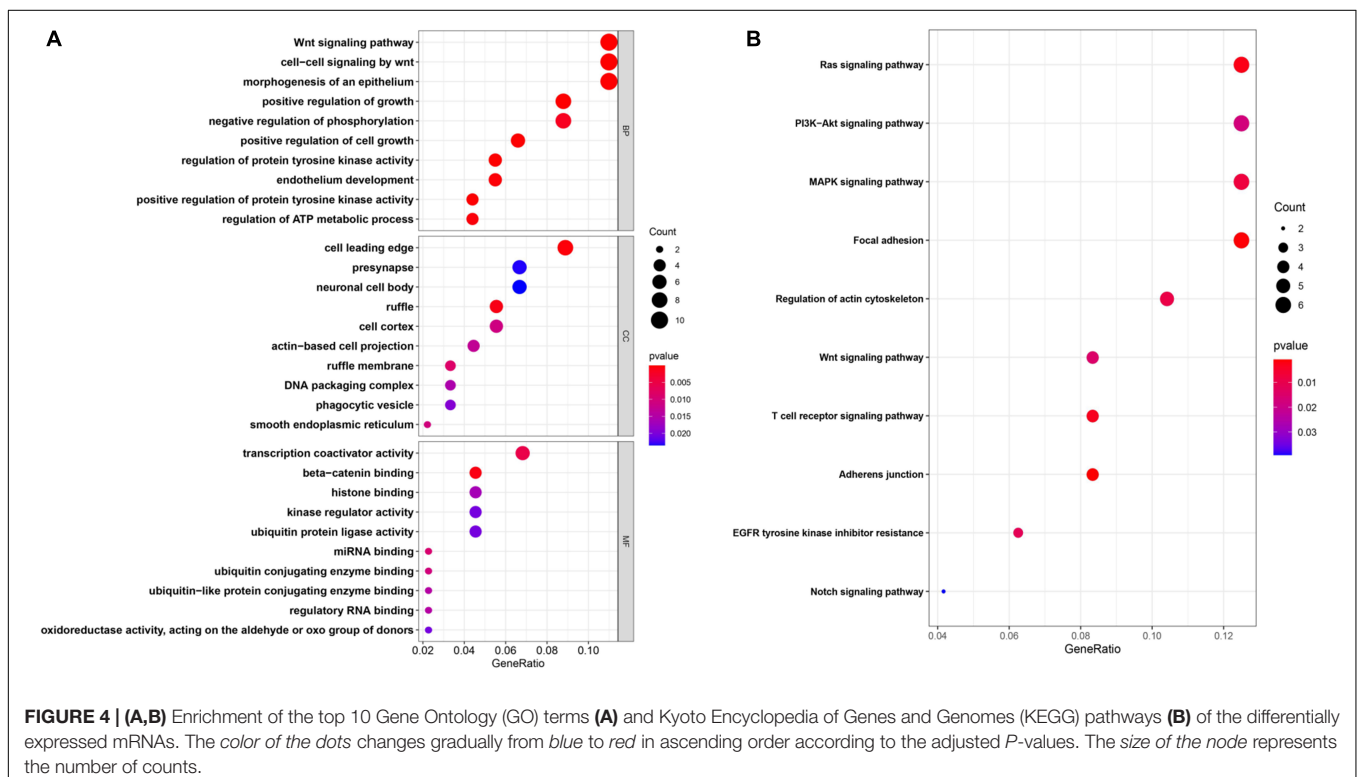 A
Wnt signaling pathway
cell−cell signaling by wnt
morphogenesis of an epithelium
positive regulation of growth
negative regulation of phosphorylation
positive regulation of cell growth
regulation of protein tyrosine kinase activity
endothelium development
positive regulation of protein tyrosine kinase activity
regulation of ATP metabolic process
BP
cell leading edge
presynapse
neuronal cell body
ruffle
cell cortex
actin−based cell projection
ruffle membrane
DNA packaging complex
phagocytic vesicle
smooth endoplasmic reticulum
CC
transcription coactivator activity
beta−catenin binding
histone binding
kinase regulator activity
ubiquitin protein ligase activity
miRNA binding
ubiquitin conjugating enzyme binding
ubiquitin−like protein conjugating enzyme binding
regulatory RNA binding
oxidoreductase activity, acting on the aldehyde or oxo group of donors
MF
0.02 0.04 0.06 0.08 0.10
GeneRatio
Count
2
4
6
8
10
pvalue
0.005
0.010
0.015
0.020
B
Ras signaling pathway
PI3K−Akt signaling pathway
MAPK signaling pathway
Focal adhesion
Regulation of actin cytoskeleton
Wnt signaling pathway
T cell receptor signaling pathway
Adherens junction
EGFR tyrosine kinase inhibitor resistance
Notch signaling pathway
0.04 0.06 0.08 0.10 0.12
GeneRatio
Count
2
3
4
5
6
pvalue
0.01
0.02
0.03
FIGURE 4 | (A,B) Enrichment of the top 10 Gene Ontology (GO) terms (A) and Kyoto Encyclopedia of Genes and Genomes (KEGG) pathways (B) of the differentially
expressed mRNAs. The color of the dots changes gradually from blue to red in ascending order according to the adjusted P-values. The size of the node represents
the number of counts.